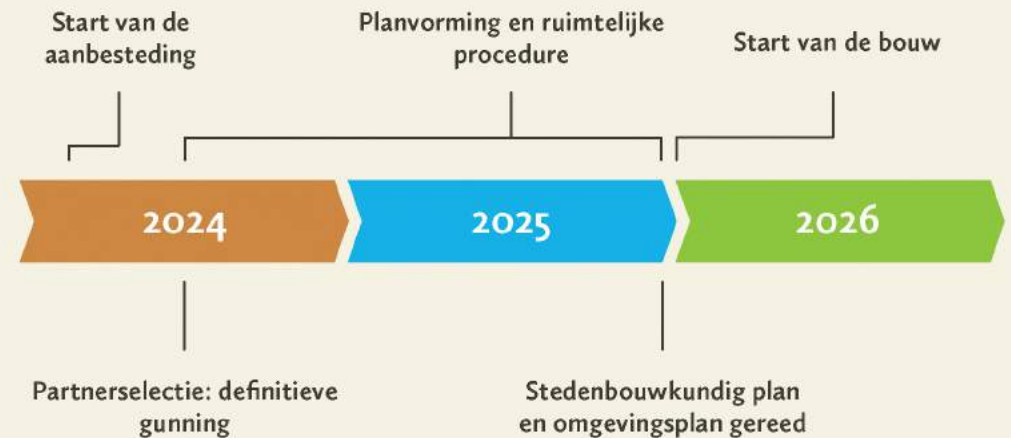 Start van de
aanbesteding
Planvorming en ruimtelijke
procedure
Start van de bouw
2024
2025
2026
Partnerselectie: definitieve
gunning
Stedenbouwkundig plan
en omgevingsplan gereed